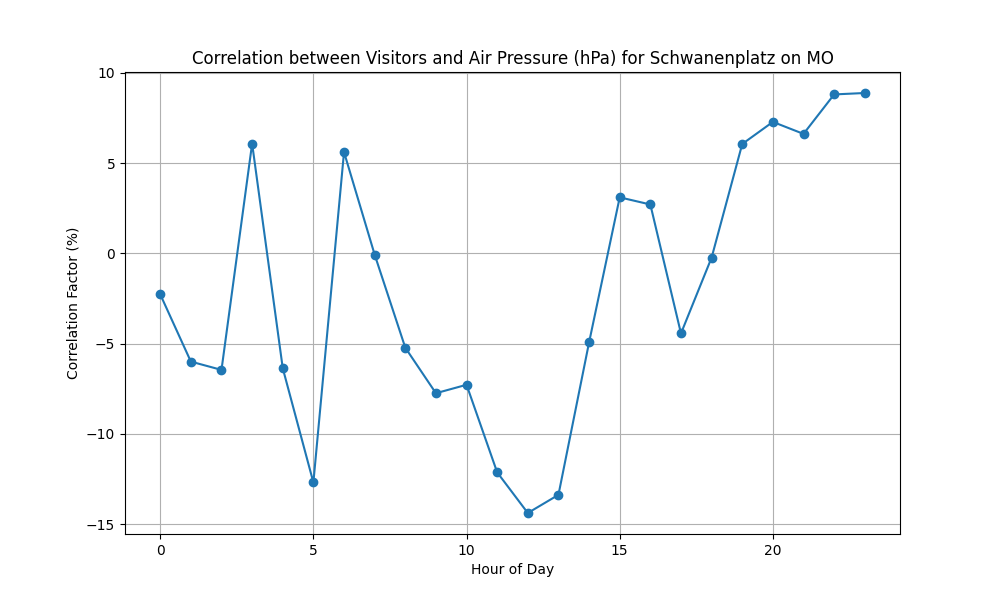 Correlation between Visitors and Air Pressure (hPa) for Schwanenplatz on MO
Correlation Factor (%)
10
5
0
−5
−10
−15
0 5 10 15 20
Hour of Day